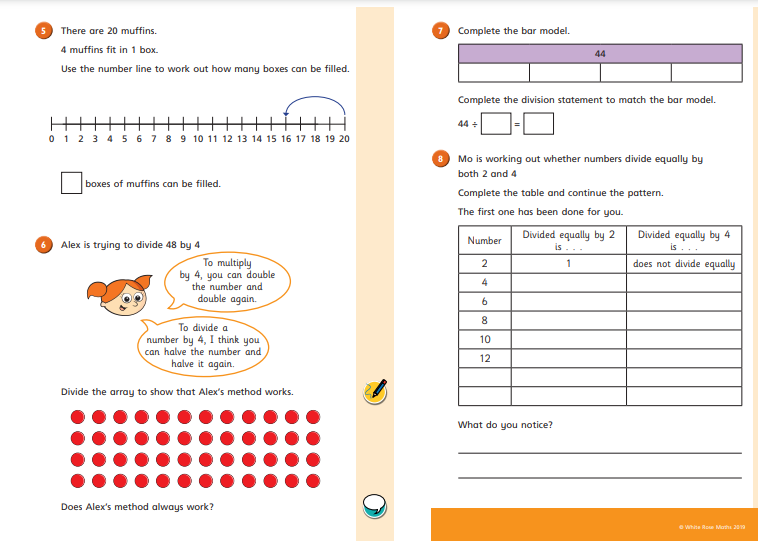 5 There are 20 muffins.
4 muffins fit in 1 box.
Use the number line to work out how many boxes can be filled.
0 1 2 3 4 5 6 7 8 9 10 11 12 13 14 15 16 17 18 19 20
boxes of muffins can be filled.
6 Alex is trying to divide 48 by 4
To multiply
by 4, you can double
the number and
double again.
To divide a
number by 4, I think you
can halve the number and
halve it again.
Divide the array to show that Alex's method works.
Does Alex's method always work?
7 Complete the bar model.
44
Complete the division statement to match the bar model.
44 ÷ =
8 Mo is working out whether numbers divide equally by
both 2 and 4
Complete the table and continue the pattern.
The first one has been done for you.
Number
Divided equally by 2
is . . .
Divided equally by 4
is . . .
2 1 does not divide equally
4
6
8
10
12
What do you notice?
© White Rose Maths 2019